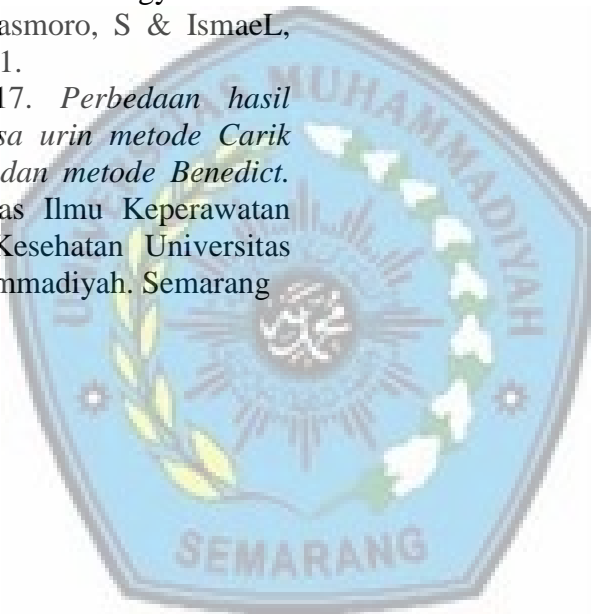 asmoro, S & IsmaeL,
1.
17. Perbedaan hasil
sa urin metode Carik
dan metode Benedict.
as Ilmu Keperawatan
Kesehatan Universitas
mmadiyah. Semarang
MUHAMMADIYAH
SEMARANG